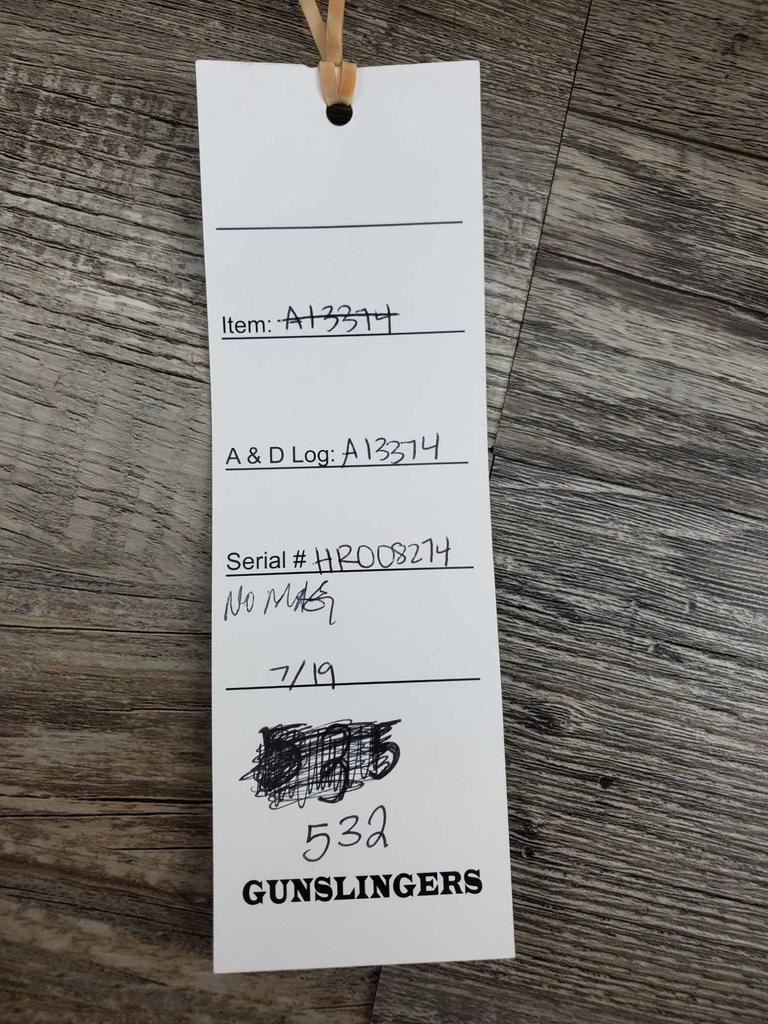 Item: A13374
A & D Log: A13374
Serial # HR008274
NO MAG
7/19
532
GUNSLINGERS